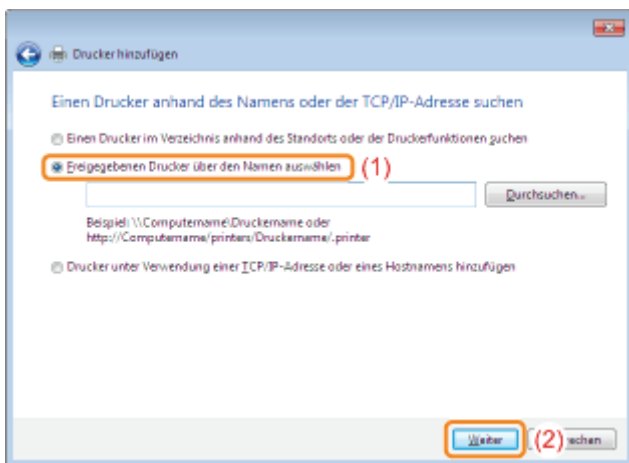 Drucker hinzufügen
Einen Drucker anhand des Namens oder der TCP/IP-Adresse suchen
Einen Drucker im Verzeichnis anhand des Standorts oder der Druckerfunktionen suchen
Freigegebenen Drucker über den Namen auswählen (1)
Durchsuchen...
Beispiel: \\Computername\Druckername oder
http://Computername/printers/Druckername/.printer
Drucker unter Verwendung einer TCP/IP-Adresse oder eines Hostnamens hinzufügen
Weiter (2)